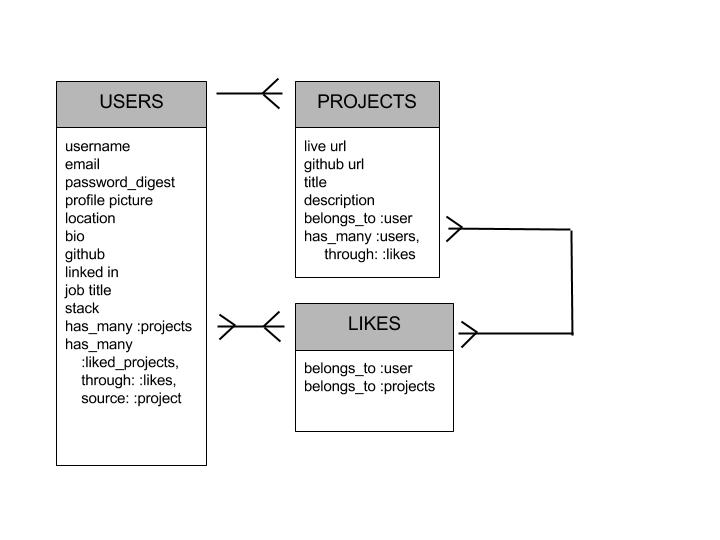 USERS
username
email
password_digest
profile picture
location
bio
github
linked in
job title
stack
has_many :projects
has_many
:liked_projects,
through: :likes,
source: :project
PROJECTS
live url
github url
title
description
belongs_to :user
has_many :users,
through: :likes
LIKES
belongs_to :user
belongs_to :projects